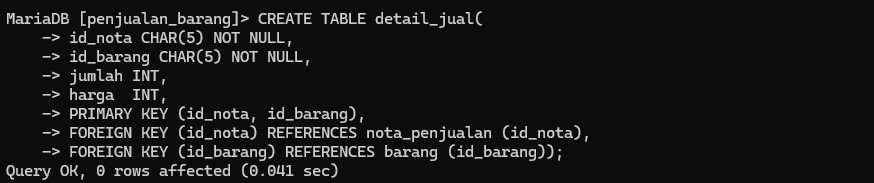 MariaDB [penjualan_barang]> CREATE TABLE detail_jual(
    -> id_nota CHAR(5) NOT NULL,
    -> id_barang CHAR(5) NOT NULL,
    -> jumlah INT,
    -> harga  INT,
    -> PRIMARY KEY (id_nota, id_barang),
    -> FOREIGN KEY (id_nota) REFERENCES nota_penjualan (id_nota),
    -> FOREIGN KEY (id_barang) REFERENCES barang (id_barang));
Query OK, 0 rows affected (0.041 sec)